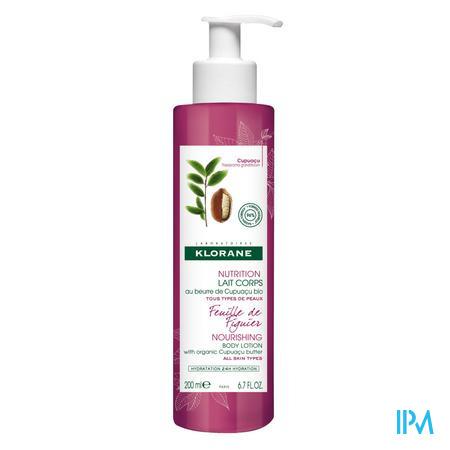 Cupuaçu
LABORATOIRES
KLORANE
NUTRITION
LAIT CORPS
au beurre de Cupuaçu bio
TOUS TYPES DE PEAUX
Feuille de
Figuier
NOURISHING
BODY LOTION
with organic Cupuaçu butter
ALL SKIN TYPES
HYDRATATION 24H HYDRATION
200 ml e PARIS 6.7 FL.OZ.
IPM